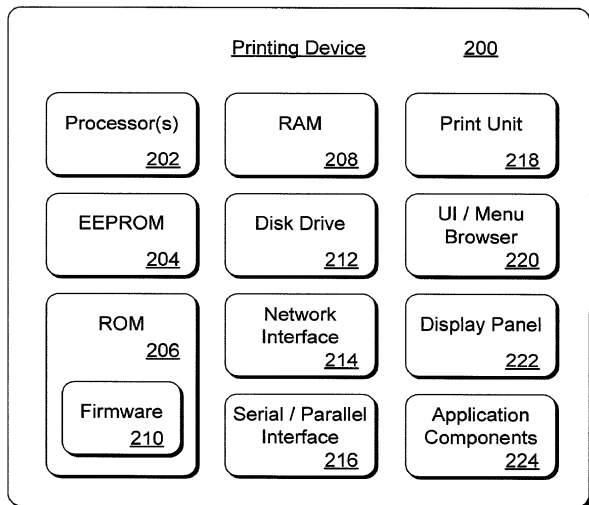 Printing Device 200
Processor(s)
202
RAM
208
Print Unit
218
EEPROM
204
Disk Drive
212
UI / Menu
Browser
220
ROM
206
Firmware
210
Network
Interface
214
Display Panel
222
Serial / Parallel
Interface
216
Application
Components
224